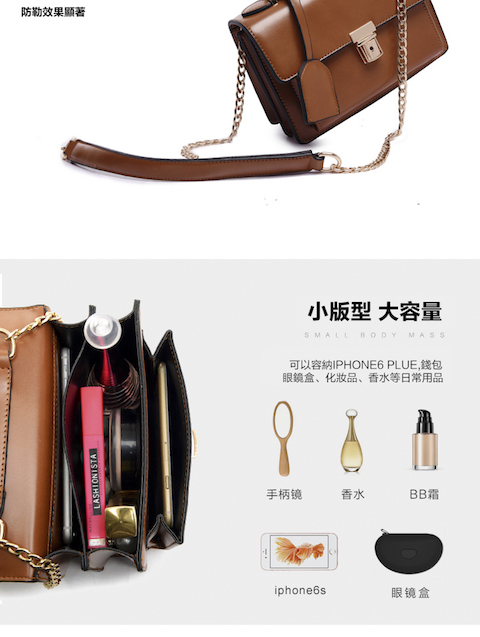 防勒效果顯著
小版型 大容量
SMALL BODY MASS
可以容納IPHONE6 PLUE,錢包
眼鏡盒、化妝品、香水等日常用品
LASHIONISTA
手柄镜
香水
BB霜
iphone6s
眼镜盒